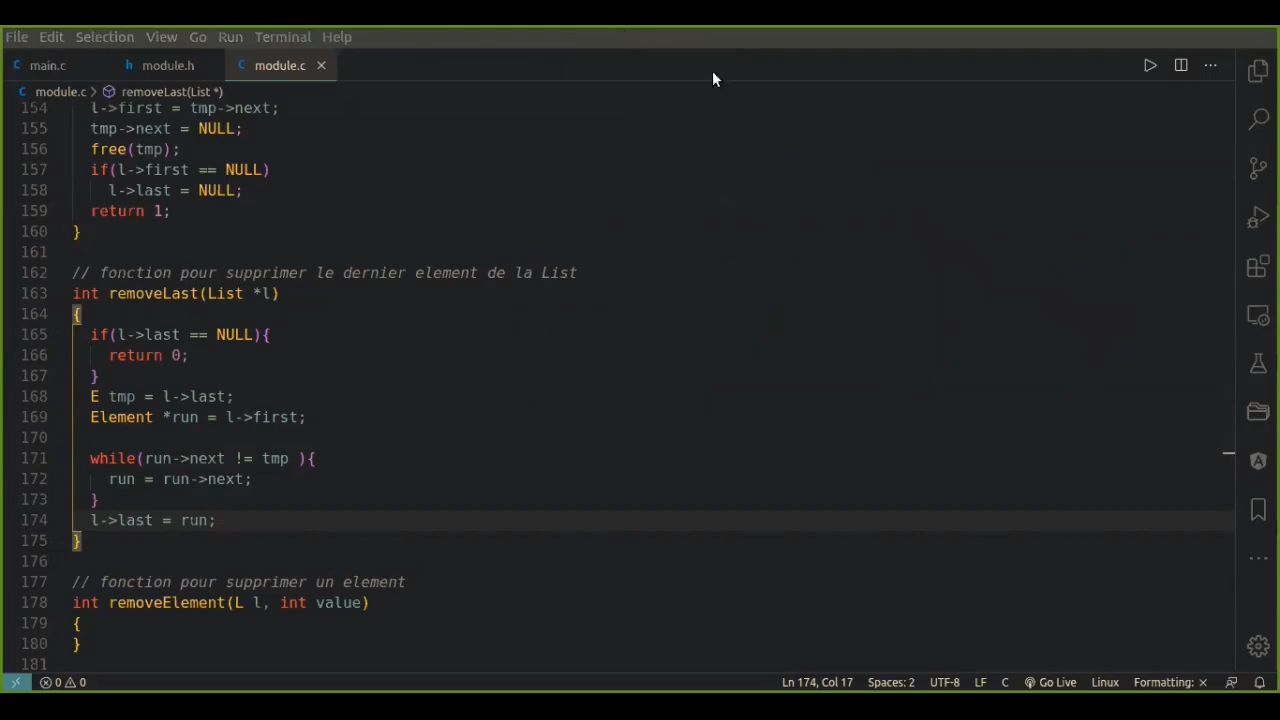 File Edit Selection View Go Run Terminal Help
C main.c h module.h C module.c ×
C module.c > removeLast(List *)
154 l->first = tmp->next;
155 tmp->next = NULL;
156 free(tmp);
157 if(l->first == NULL)
158 l->last = NULL;
159 return 1;
160 }
161
162 // fonction pour supprimer le dernier element de la List
163 int removeLast(List *l)
164 {
165 if(l->last == NULL){
166 return 0;
167 }
168 E tmp = l->last;
169 Element *run = l->first;
170
171 while(run->next != tmp ){
172 run = run->next;
173 }
174 l->last = run;
175 }
176
177 // fonction pour supprimer un element
178 int removeElement(L l, int value)
179 {
180 }
181
0 0 Ln 174, Col 17 Spaces: 2 UTF-8 LF C Go Live Linux Formatting: ×